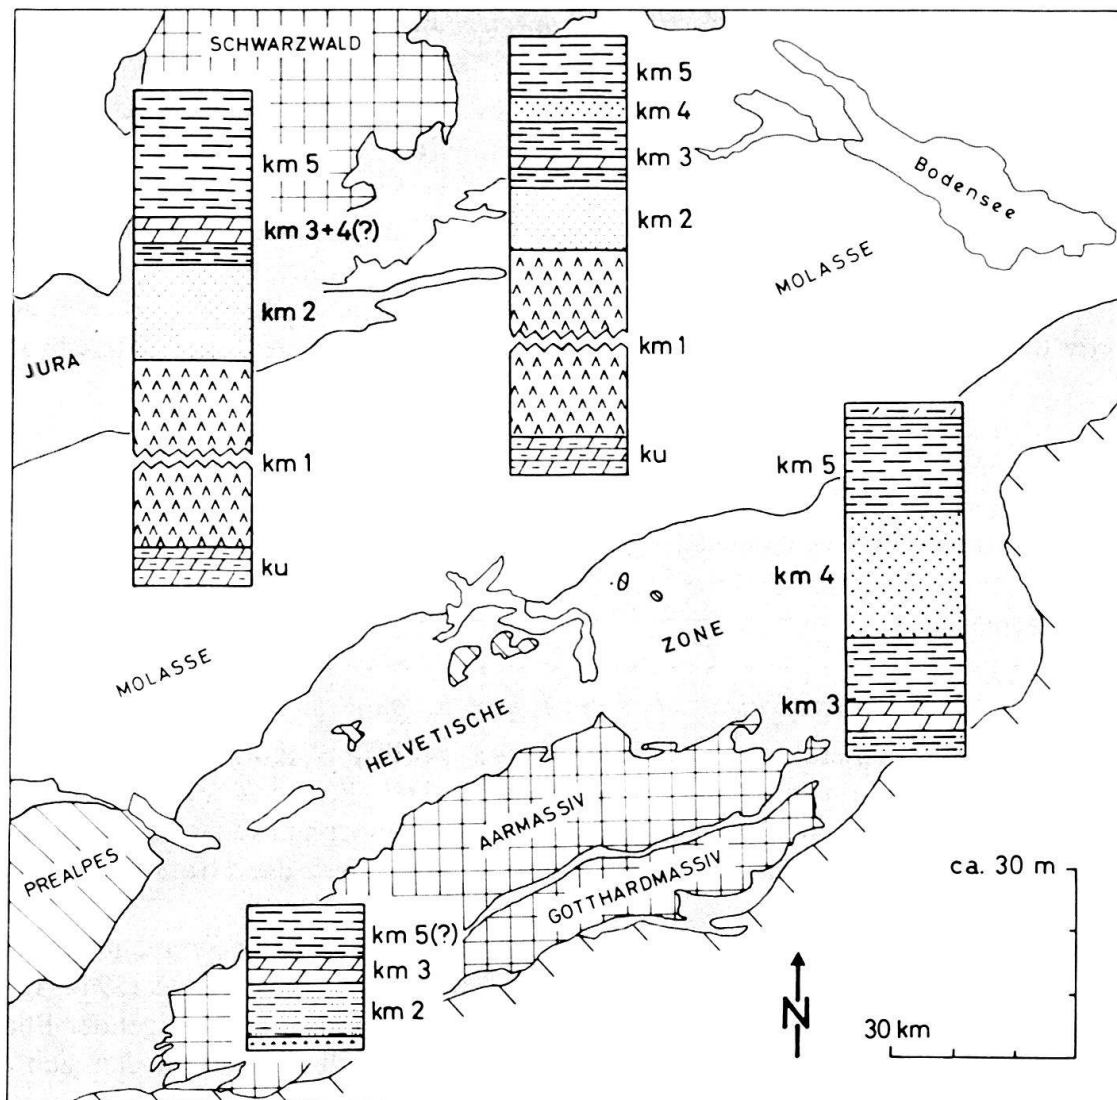 SCHWARZWALD
km 5
km 4
km 3
km 2
km 1
ku
km 5
km 3+4(?)
km 2
km 1
ku
Bodensee
MOLASSE
JURA
km 5
km 4
km 3
ZONE
MOLASSE
HELVETISCHE
AARMASSIV
GOTTHARDMASSIV
PREALPES
km 5(?)
km 3
km 2
ca. 30 m
N
30 km